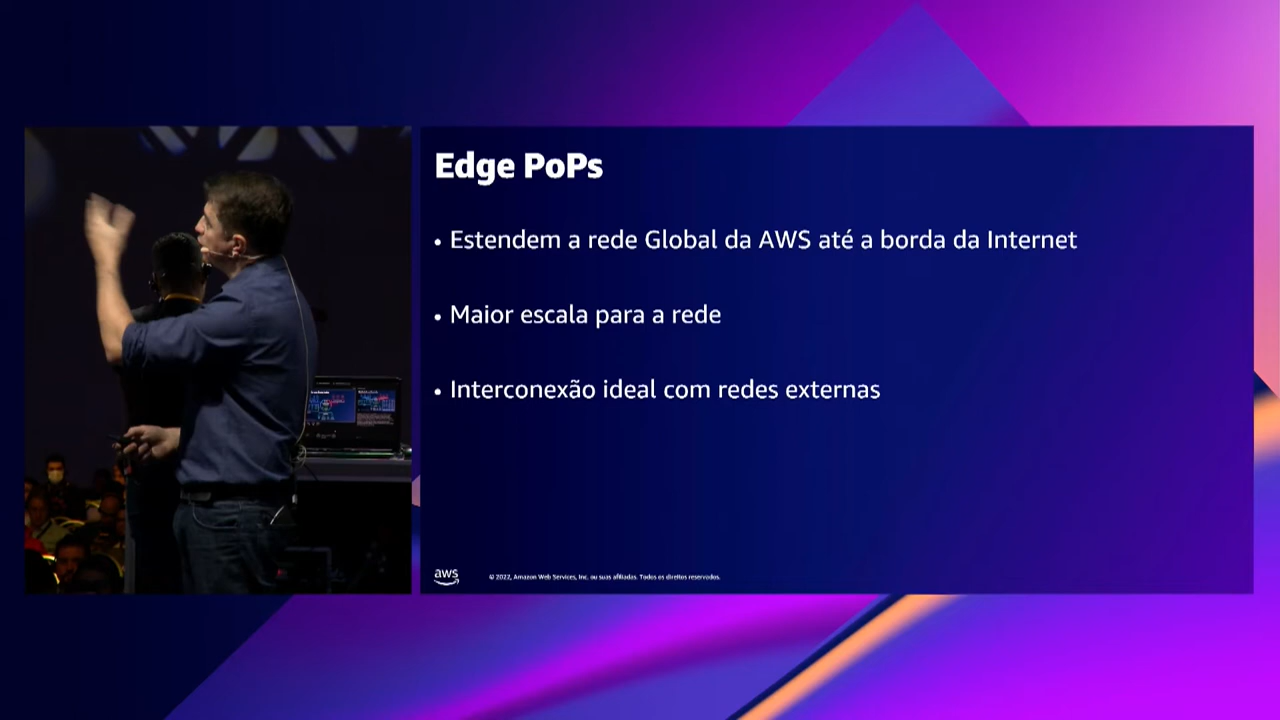 Edge PoPs
• Estendem a rede Global da AWS até a borda da Internet
• Maior escala para a rede
• Interconexão ideal com redes externas
aws
© 2022, Amazon Web Services, Inc. ou suas afiliadas. Todos os direitos reservados.